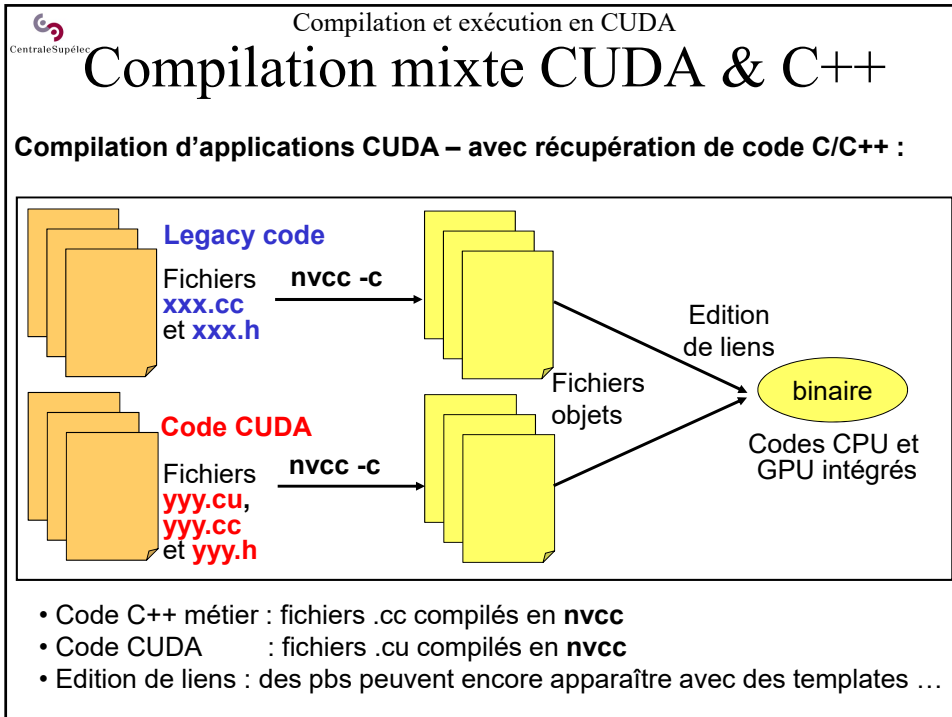 CentraleSupélec
Compilation et exécution en CUDA
Compilation mixte CUDA & C++
Compilation d'applications CUDA – avec récupération de code C/C++ :
Legacy code
Fichiers
xxx.cc
et xxx.h
nvcc -c
Edition
de liens
Fichiers
objets
binaire
Codes CPU et
GPU intégrés
Code CUDA
Fichiers
yyy.cu,
yyy.cc
et yyy.h
nvcc -c
• Code C++ métier : fichiers .cc compilés en nvcc
• Code CUDA : fichiers .cu compilés en nvcc
• Edition de liens : des pbs peuvent encore apparaître avec des templates …